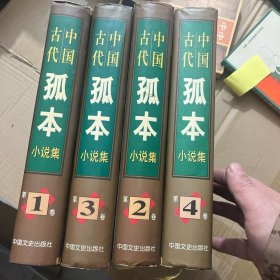 中国古代
孤本
小说集
第1卷
中国文史出版社
中国古代
孤本
小说集
第3卷
中国文史出版社
中国古代
孤本
小说集
第2卷
中国文史出版社
中国古代
孤本
小说集
第4卷
中国文史出版社